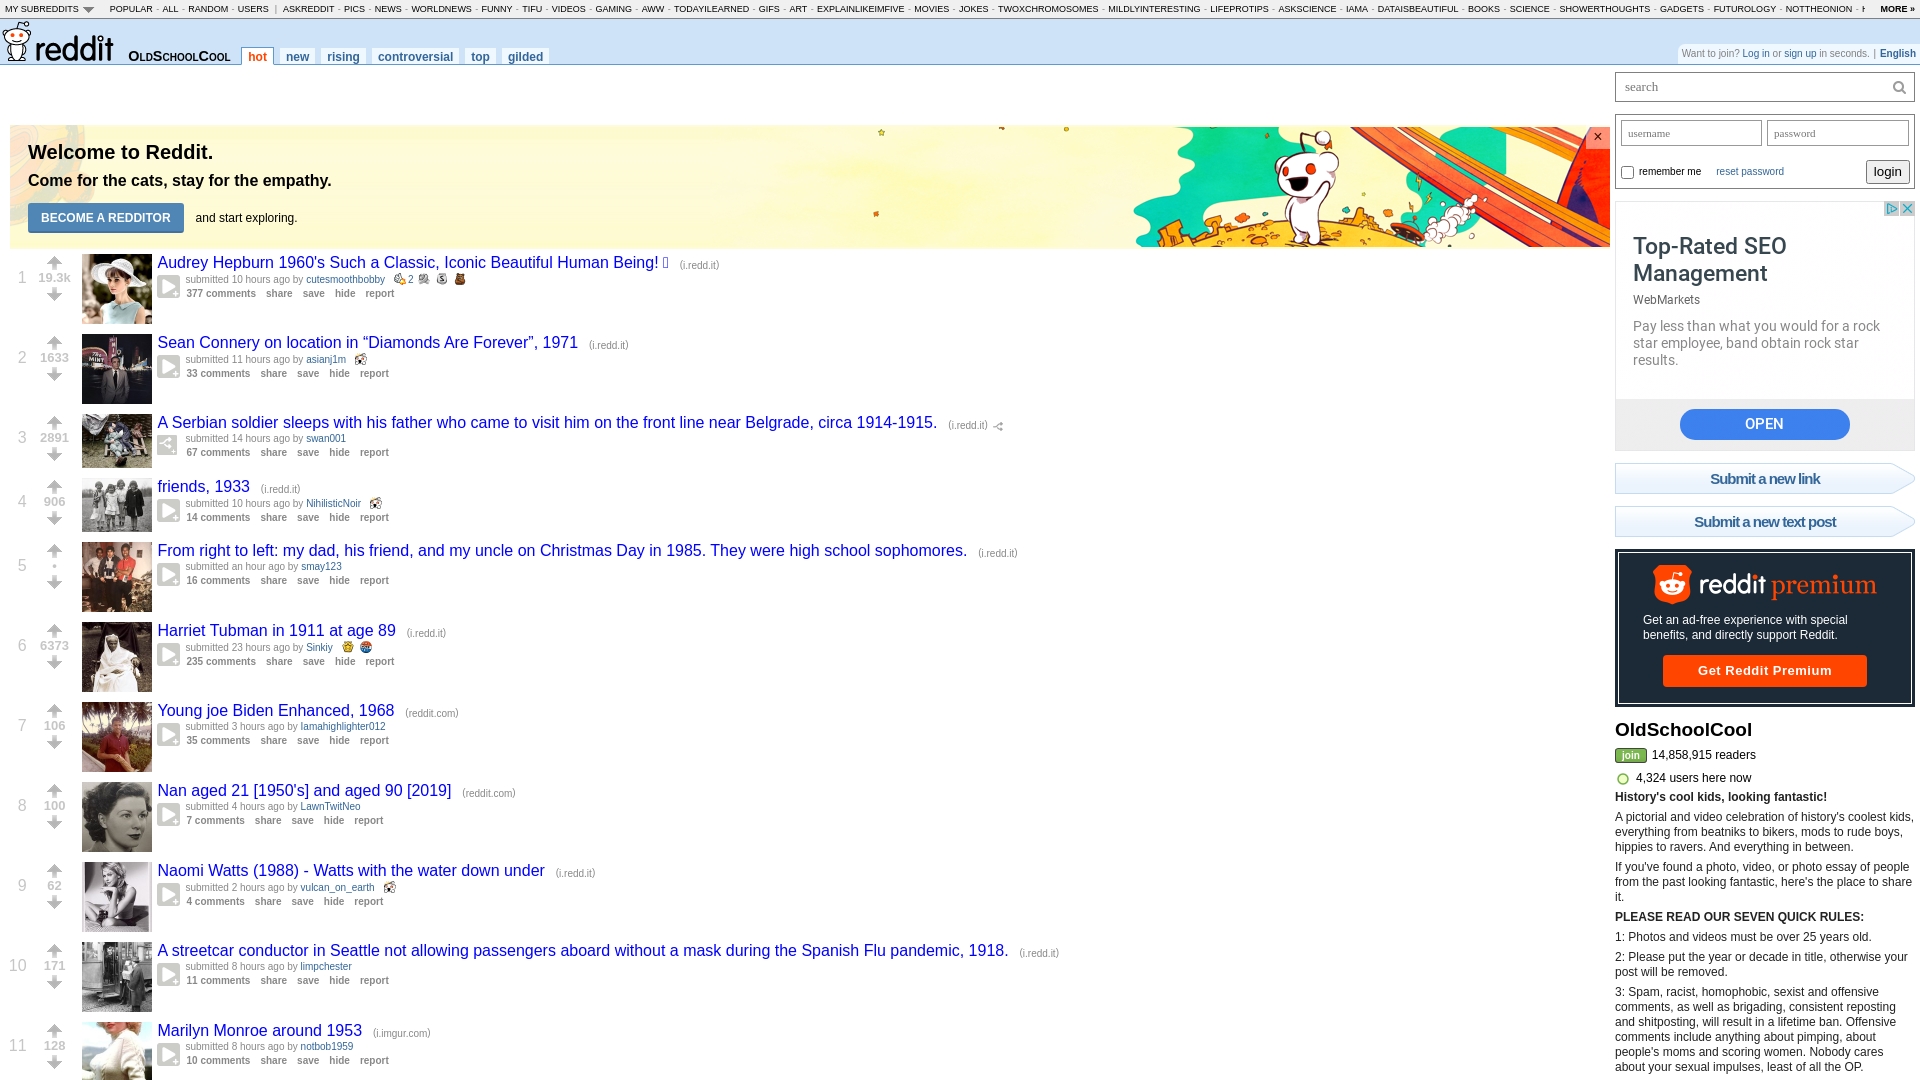 MY SUBREDDITS POPULAR - ALL - RANDOM - USERS | ASKREDDIT - PICS - NEWS - WORLDNEWS - FUNNY - TIFU - VIDEOS - GAMING - AWW - TODAYILEARNED - GIFS - ART - EXPLAINLIKEIMFIVE - MOVIES - JOKES - TWOXCHROMOSOMES - MILDLYINTERESTING - LIFEPROTIPS - ASKSCIENCE - IAMA - DATAISBEAUTIFUL - BOOKS - SCIENCE - SHOWERTHOUGHTS - GADGETS - FUTUROLOGY - NOTTHEONION - MORE »
reddit OLDSCHOOLCOOL hot new rising controversial top gilded
Want to join? Log in or sign up in seconds. | English
search
username password
remember me reset password login
Welcome to Reddit.
Come for the cats, stay for the empathy.
BECOME A REDDITOR and start exploring.
1 19.3k Audrey Hepburn 1960's Such a Classic, Iconic Beautiful Human Being! (i.redd.it)
submitted 10 hours ago by cutesmoothbobby 2
377 comments share save hide report
2 1633 Sean Connery on location in “Diamonds Are Forever”, 1971 (i.redd.it)
submitted 11 hours ago by asianj1m
33 comments share save hide report
3 2891 A Serbian soldier sleeps with his father who came to visit him on the front line near Belgrade, circa 1914-1915. (i.redd.it)
submitted 14 hours ago by swan001
67 comments share save hide report
4 906 friends, 1933 (i.redd.it)
submitted 10 hours ago by NihilisticNoir
14 comments share save hide report
5 • From right to left: my dad, his friend, and my uncle on Christmas Day in 1985. They were high school sophomores. (i.redd.it)
submitted an hour ago by smay123
16 comments share save hide report
6 6373 Harriet Tubman in 1911 at age 89 (i.redd.it)
submitted 23 hours ago by Sinkiy
235 comments share save hide report
7 106 Young joe Biden Enhanced, 1968 (reddit.com)
submitted 3 hours ago by Iamahighlighter012
35 comments share save hide report
8 100 Nan aged 21 [1950's] and aged 90 [2019] (reddit.com)
submitted 4 hours ago by LawnTwitNeo
7 comments share save hide report
9 62 Naomi Watts (1988) - Watts with the water down under (i.redd.it)
submitted 2 hours ago by vulcan_on_earth
4 comments share save hide report
10 171 A streetcar conductor in Seattle not allowing passengers aboard without a mask during the Spanish Flu pandemic, 1918. (i.redd.it)
submitted 8 hours ago by limpchester
11 comments share save hide report
11 128 Marilyn Monroe around 1953 (i.imgur.com)
submitted 8 hours ago by notbob1959
10 comments share save hide report
Top-Rated SEO
Management
WebMarkets
Pay less than what you would for a rock
star employee, band obtain rock star
results.
OPEN
Submit a new link
Submit a new text post
reddit premium
Get an ad-free experience with special
benefits, and directly support Reddit.
Get Reddit Premium
OldSchoolCool
join 14,858,915 readers
4,324 users here now
History's cool kids, looking fantastic!
A pictorial and video celebration of history's coolest kids,
everything from beatniks to bikers, mods to rude boys,
hippies to ravers. And everything in between.
If you've found a photo, video, or photo essay of people
from the past looking fantastic, here's the place to share
it.
PLEASE READ OUR SEVEN QUICK RULES:
1: Photos and videos must be over 25 years old.
2: Please put the year or decade in title, otherwise your
post will be removed.
3: Spam, racist, homophobic, sexist and offensive
comments, as well as brigading, consistent reposting
and shitposting, will result in a lifetime ban. Offensive
comments include anything about pimping, about
people's moms and scoring women. Nobody cares
about your sexual impulses, least of all the OP.